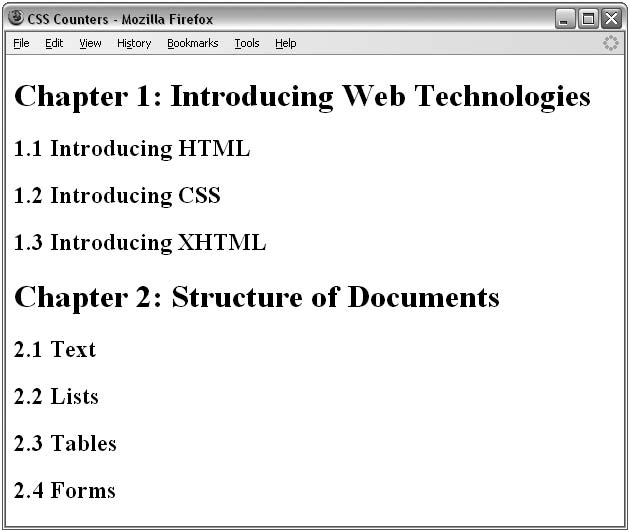 CSS Counters - Mozilla Firefox
File Edit View History Bookmarks Tools Help
Chapter 1: Introducing Web Technologies
1.1 Introducing HTML
1.2 Introducing CSS
1.3 Introducing XHTML
Chapter 2: Structure of Documents
2.1 Text
2.2 Lists
2.3 Tables
2.4 Forms